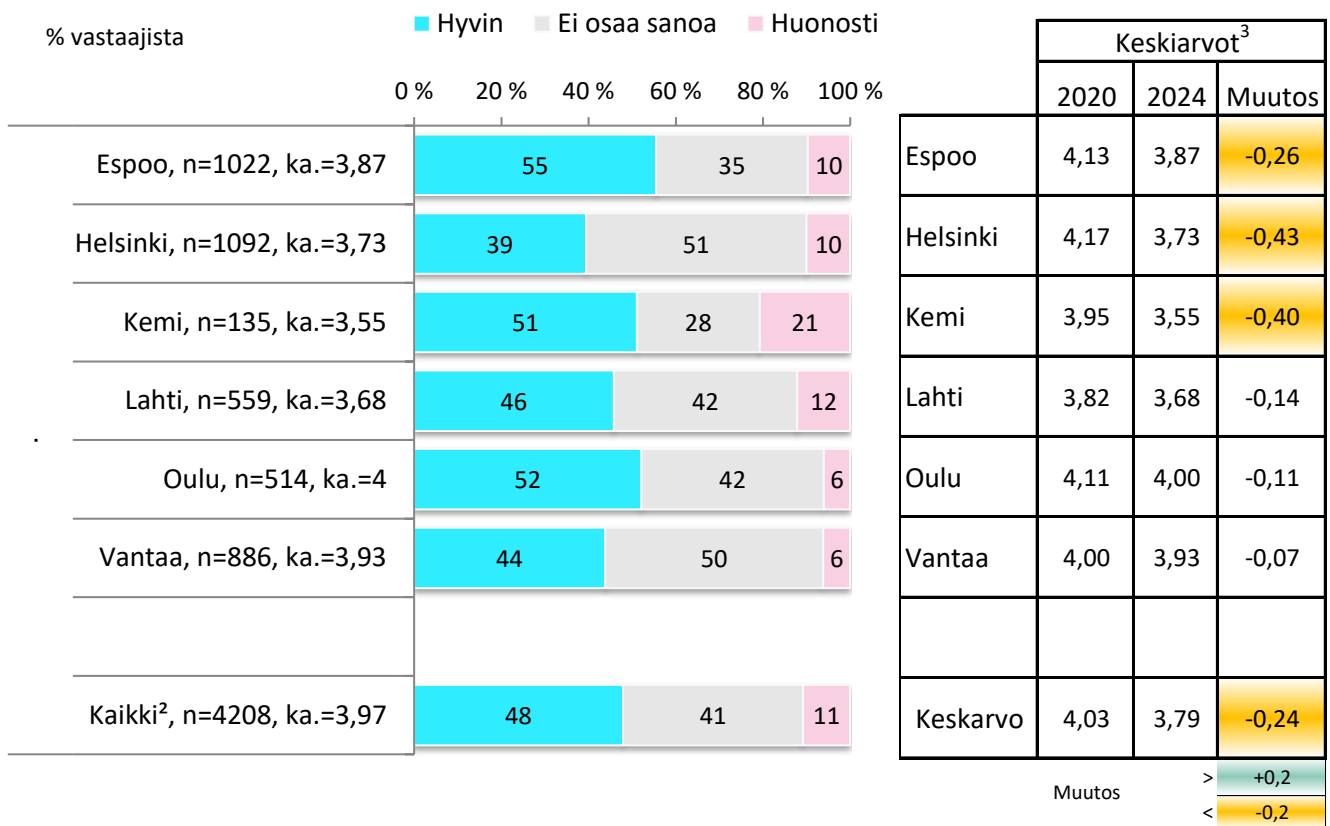 % vastaajista
Hyvin Ei osaa sanoa Huonosti
0 % 20 % 40 % 60 % 80 % 100 %
Espoo, n=1022, ka.=3,87 55 35 10
Helsinki, n=1092, ka.=3,73 39 51 10
Kemi, n=135, ka.=3,55 51 28 21
Lahti, n=559, ka.=3,68 46 42 12
.
Oulu, n=514, ka.=4 52 42 6
Vantaa, n=886, ka.=3,93 44 50 6
Kaikki², n=4208, ka.=3,97 48 41 11
Keskiarvot³
2020 2024 Muutos
Espoo 4,13 3,87 -0,26
Helsinki 4,17 3,73 -0,43
Kemi 3,95 3,55 -0,40
Lahti 3,82 3,68 -0,14
Oulu 4,11 4,00 -0,11
Vantaa 4,00 3,93 -0,07
Keskarvo 4,03 3,79 -0,24
Muutos
> +0,2
< -0,2